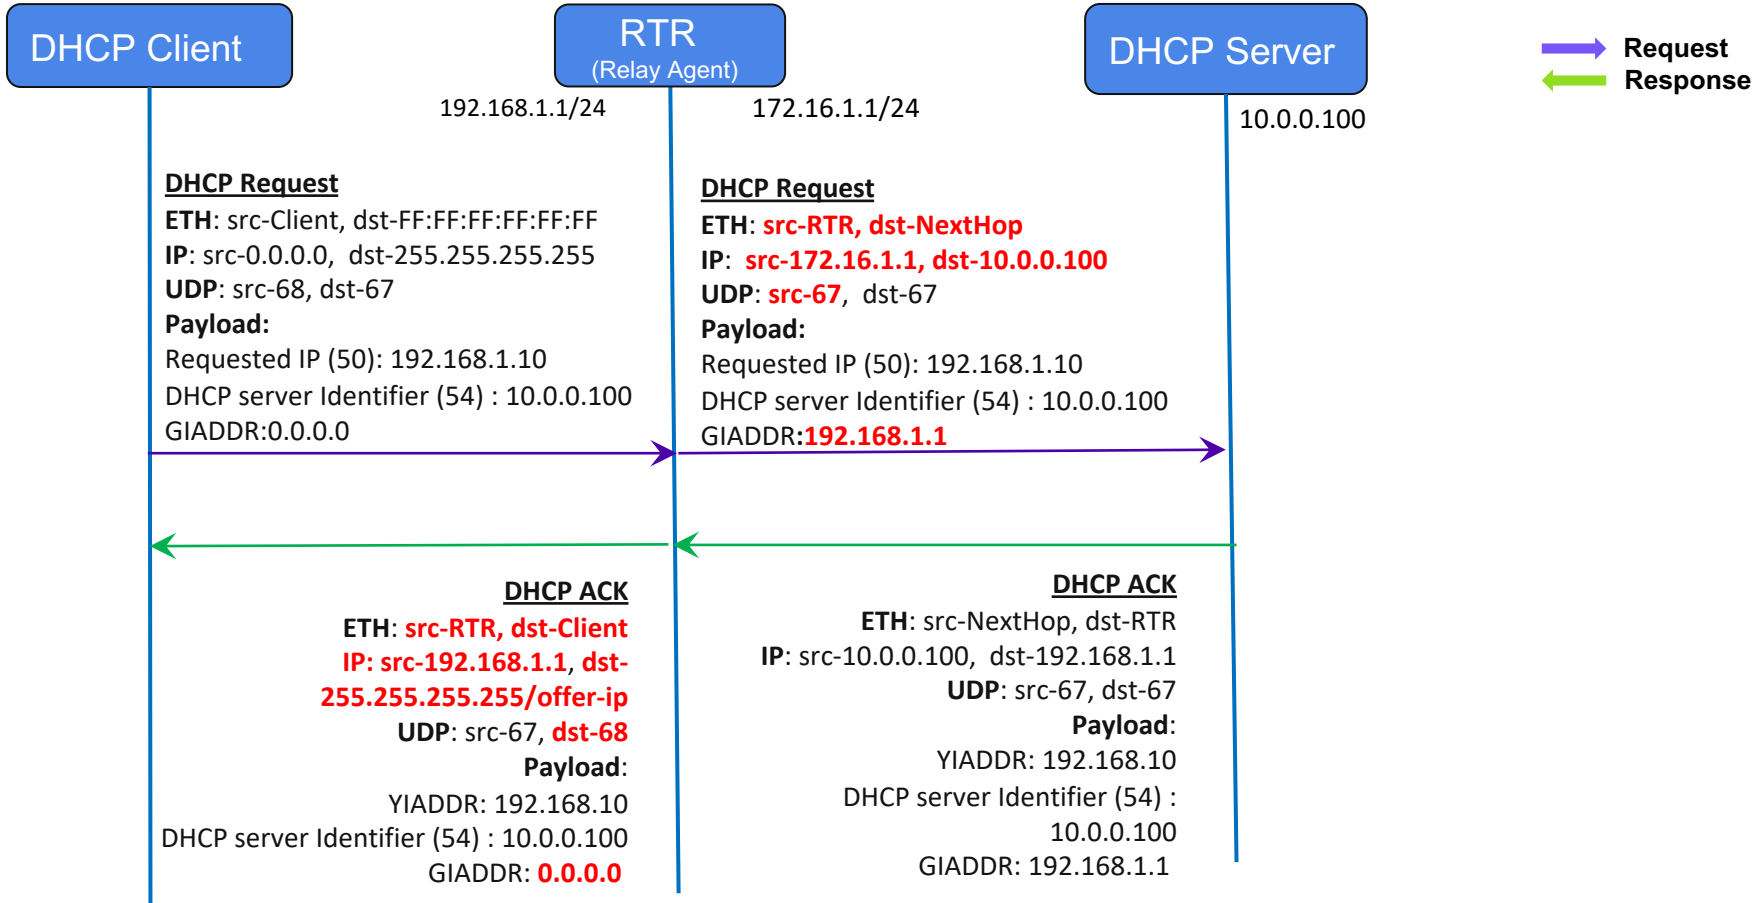 DHCP Client
RTR
(Relay Agent)
DHCP Server
Request
Response
192.168.1.1/24
172.16.1.1/24
10.0.0.100
DHCP Request
ETH: src-Client, dst-FF:FF:FF:FF:FF:FF
IP: src-0.0.0.0, dst-255.255.255.255
UDP: src-68, dst-67
Payload:
Requested IP (50): 192.168.1.10
DHCP server Identifier (54) : 10.0.0.100
GIADDR:0.0.0.0
DHCP Request
ETH: src-RTR, dst-NextHop
IP: src-172.16.1.1, dst-10.0.0.100
UDP: src-67, dst-67
Payload:
Requested IP (50): 192.168.1.10
DHCP server Identifier (54) : 10.0.0.100
GIADDR:192.168.1.1
DHCP ACK
ETH: src-RTR, dst-Client
IP: src-192.168.1.1, dst-
255.255.255.255/offer-ip
UDP: src-67, dst-68
Payload:
YIADDR: 192.168.10
DHCP server Identifier (54) : 10.0.0.100
GIADDR: 0.0.0.0
DHCP ACK
ETH: src-NextHop, dst-RTR
IP: src-10.0.0.100, dst-192.168.1.1
UDP: src-67, dst-67
Payload:
YIADDR: 192.168.10
DHCP server Identifier (54) :
10.0.0.100
GIADDR: 192.168.1.1